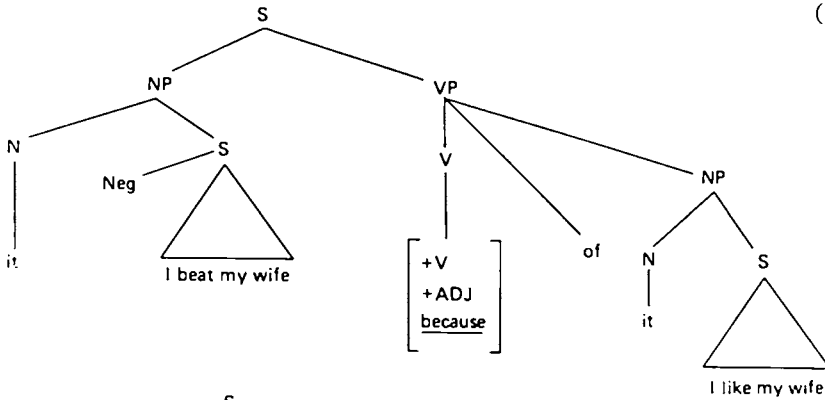 (
S
NP VP
N S V NP
Neg
it I beat my wife
+V
+ADJ
because
of N S
it
I like my wife
S